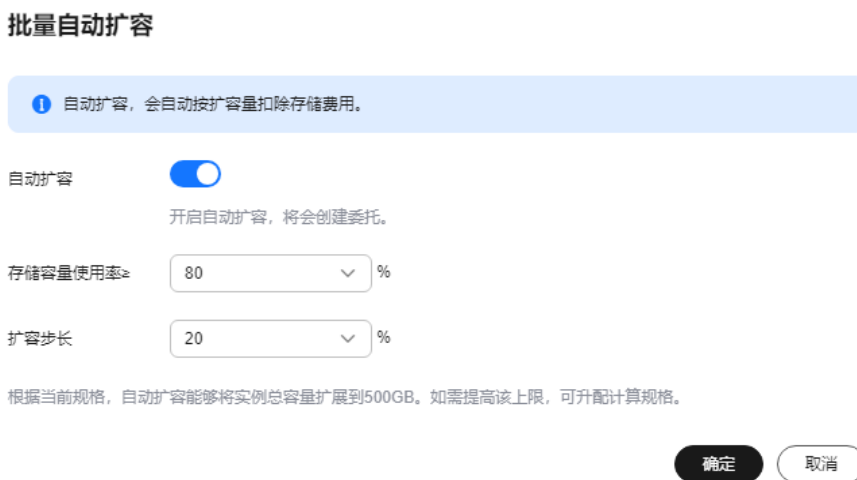 批量自动扩容
自动扩容，会自动按扩容量扣除存储费用。
自动扩容
开启自动扩容，将会创建委托。
存储容量使用率≥ 80 %
扩容步长 20 %
根据当前规格，自动扩容能够将实例总容量扩展到500GB。如需提高该上限，可升配计算规格。
确定 取消